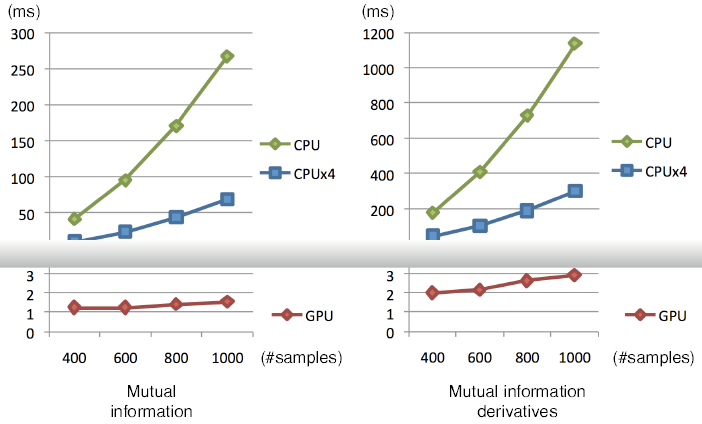 (ms)
300
250
200
150
100
50
3
2
1
0
400 600 800 1000 (#samples)
CPU
CPUx4
GPU
Mutual
information
(ms)
1200
1000
800
600
400
200
3
2
1
0
400 600 800 1000 (#samples)
CPU
CPUx4
GPU
Mutual information
derivatives